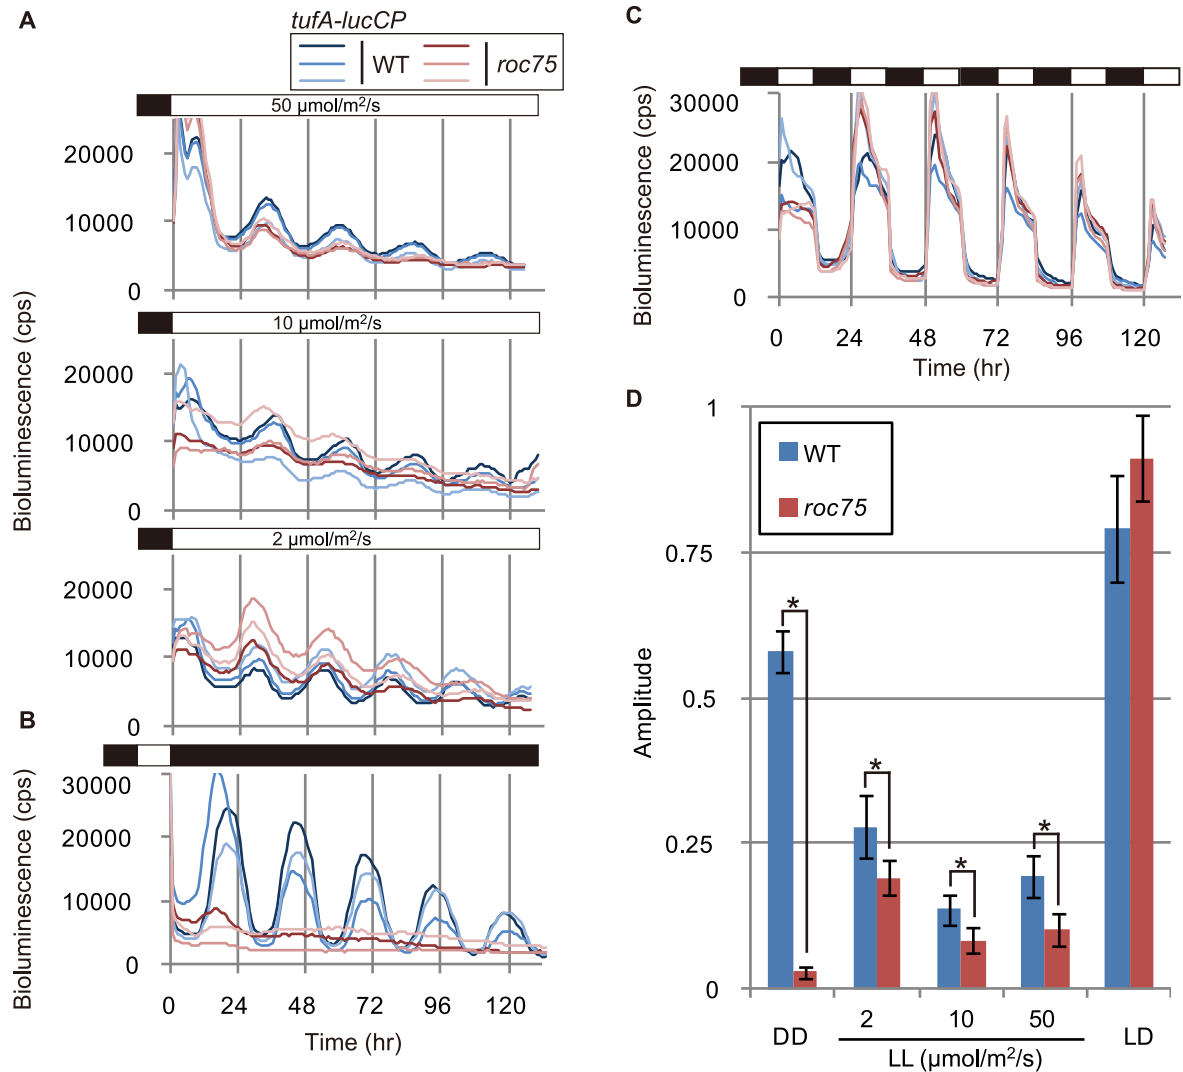 A
tufA-lucCP
WT
roc75
50 μmol/m²/s
20000
10000
0
10 μmol/m²/s
20000
10000
0
2 μmol/m²/s
20000
10000
0
Bioluminescence (cps)
B
30000
20000
10000
0
Bioluminescence (cps)
0 24 48 72 96 120
Time (hr)
C
30000
20000
10000
0
Bioluminescence (cps)
0 24 48 72 96 120
Time (hr)
D
1
0.75
0.5
0.25
0
Amplitude
WT
roc75
* * * *
2 10 50
DD LD
LL (μmol/m²/s)